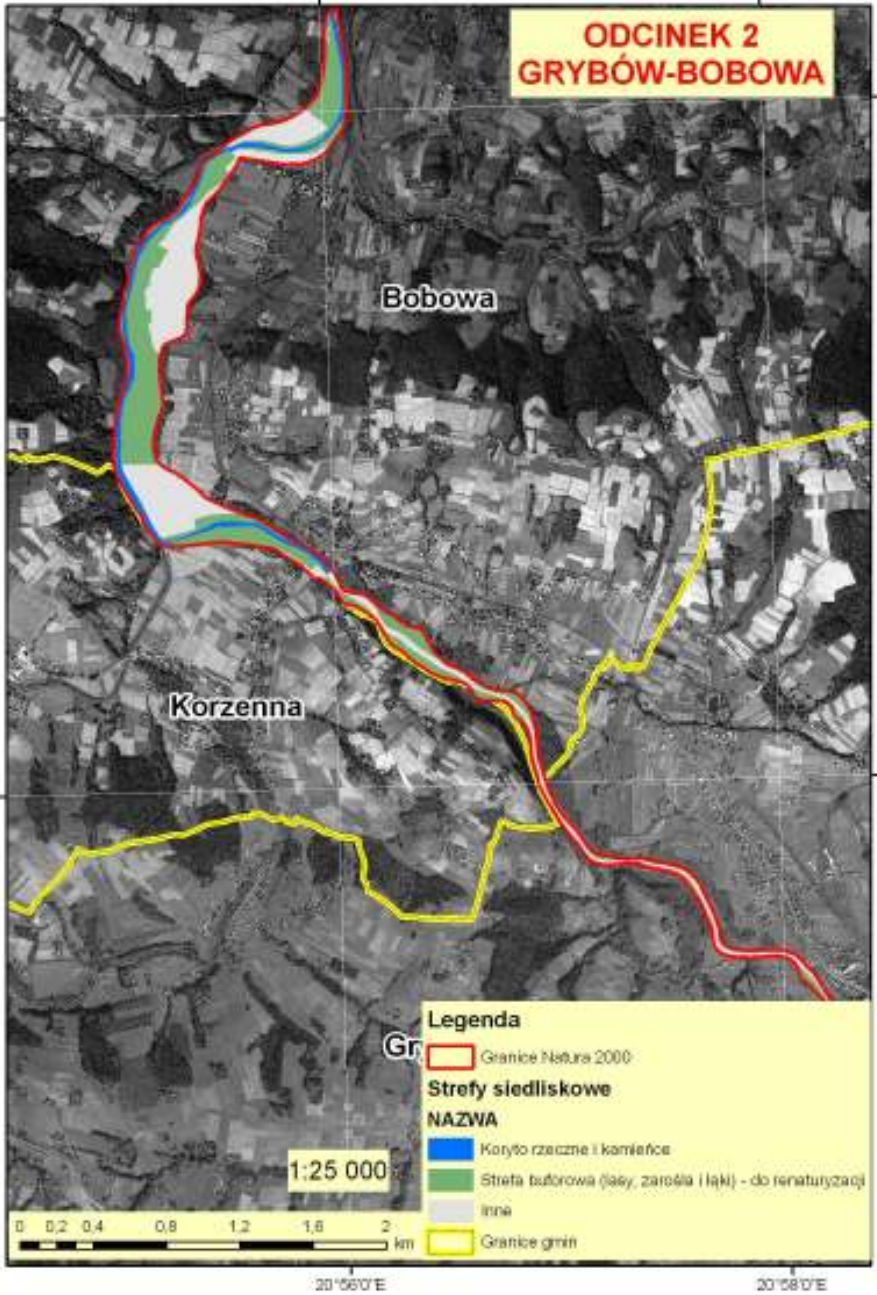 ODCINEK 2
GRYBÓW-BOBOWA
Bobowa
Korzenna
Gr
Legenda
Granice Natura 2000
Strefy siedliskowe
NAZWA
Koryto rzeczne i kamieńce
Strefa buforowa (lasy, zarośla i łąki) - do renaturyzacji
Inne
Granice gmin
1:25 000
0 0,2 0,4 0,8 1,2 1,6 2
km
20°56'0"E 20°58'0"E